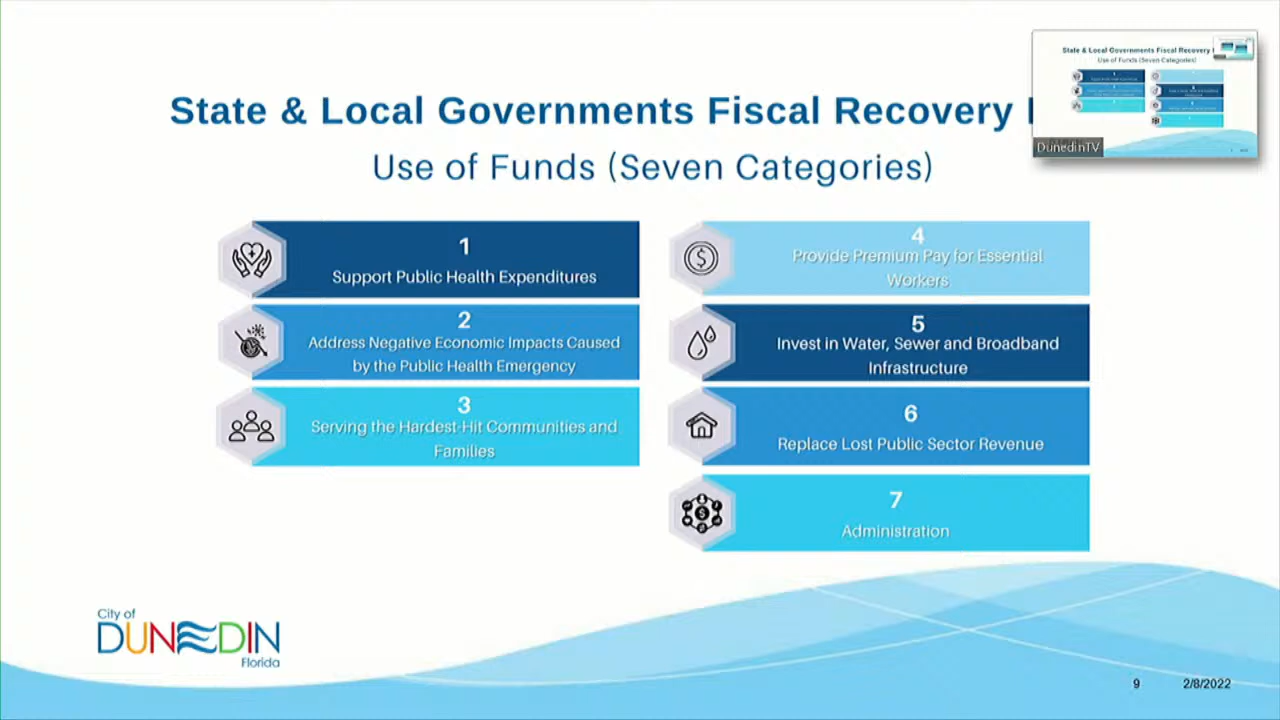 State & Local Governments Fiscal Recovery
Use of Funds (Seven Categories)
1
Support Public Health Expenditures
2
Address Negative Economic Impacts Caused
by the Public Health Emergency
3
Serving the Hardest-Hit Communities and
Families
4
Provide Premium Pay for Essential
Workers
5
Invest in Water, Sewer and Broadband
Infrastructure
6
Replace Lost Public Sector Revenue
7
Administration
State & Local Governments Fiscal Recovery
Use of Funds (Seven Categories)
DunedinTV
City of
DUNEDIN
Florida
9
2/8/2022